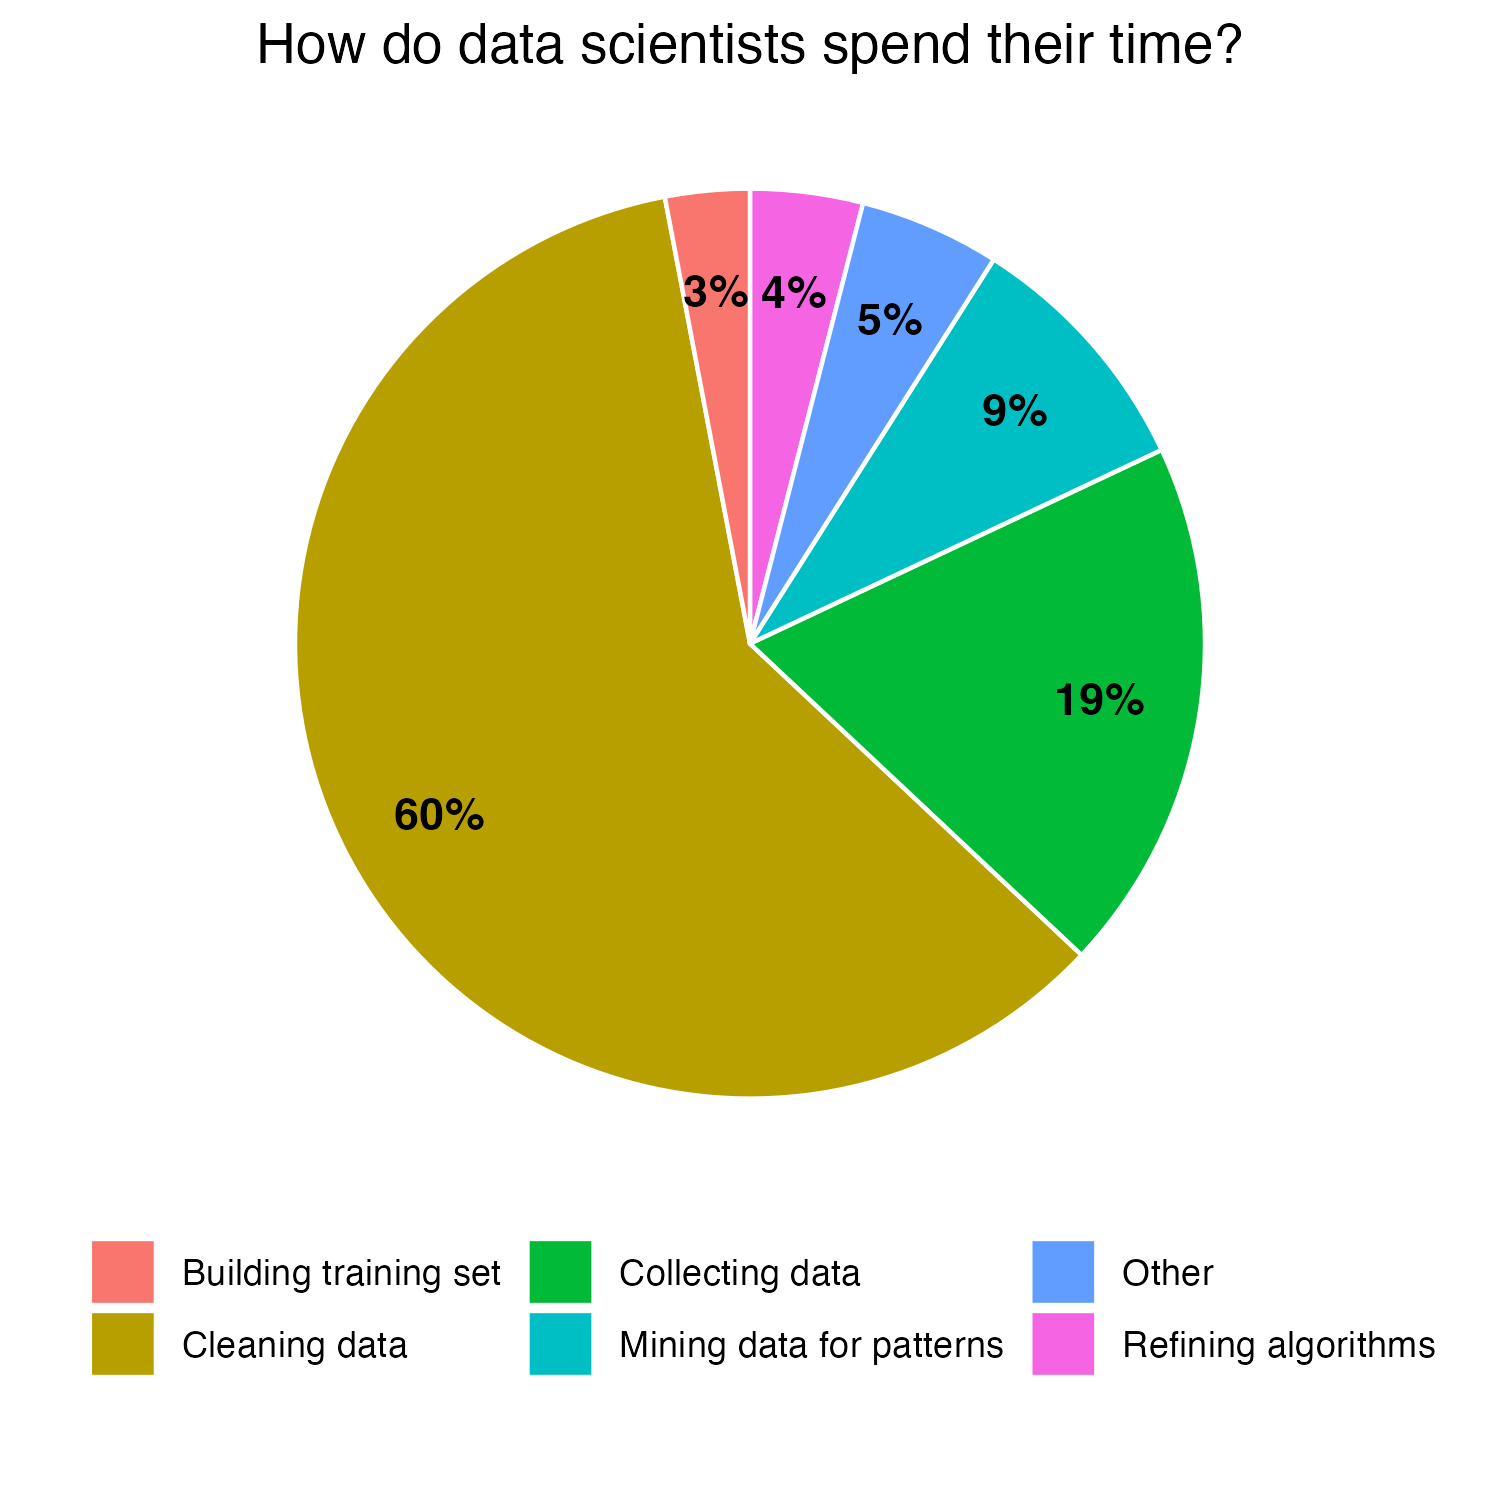 How do data scientists spend their time?
3%
4%
5%
9%
19%
60%
Building training set
Collecting data
Other
Cleaning data
Mining data for patterns
Refining algorithms